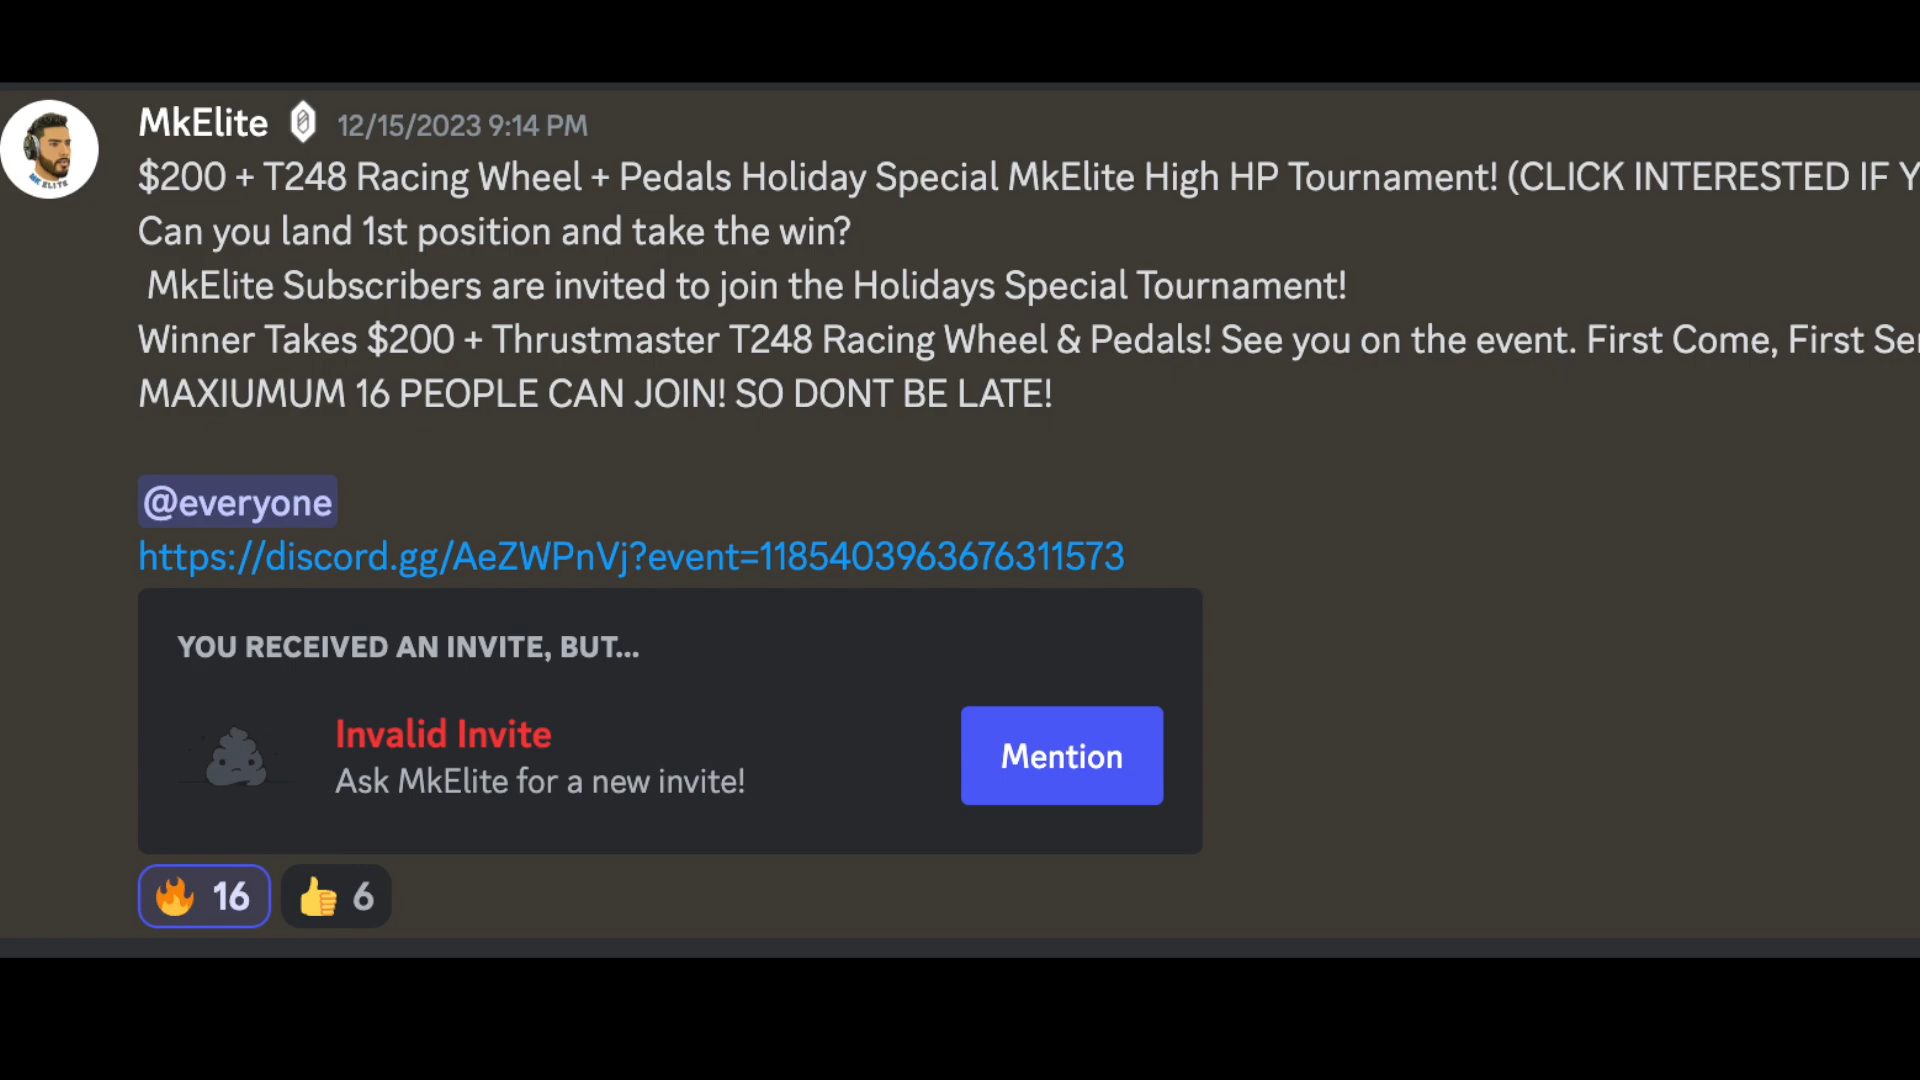 MkElite 12/15/2023 9:14 PM
$200 + T248 Racing Wheel + Pedals Holiday Special MkElite High HP Tournament! (CLICK INTERESTED IF Y
Can you land 1st position and take the win?
MkElite Subscribers are invited to join the Holidays Special Tournament!
Winner Takes $200 + Thrustmaster T248 Racing Wheel & Pedals! See you on the event. First Come, First Ser
MAXIUMUM 16 PEOPLE CAN JOIN! SO DONT BE LATE!
@everyone
https://discord.gg/AeZWPnVj?event=1185403963676311573
YOU RECEIVED AN INVITE, BUT...
Invalid Invite
Ask MkElite for a new invite!
Mention
16 6
MK ELITE